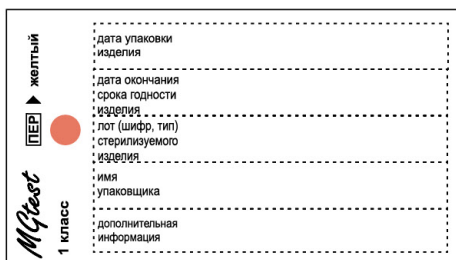 MGtest
1 класс
ПЕР ▶ желтый
дата упаковки
изделия
дата окончания
срока годности
изделия
лот (шифр, тип)
стерилизуемого
изделия
имя
упаковщика
дополнительная
информация